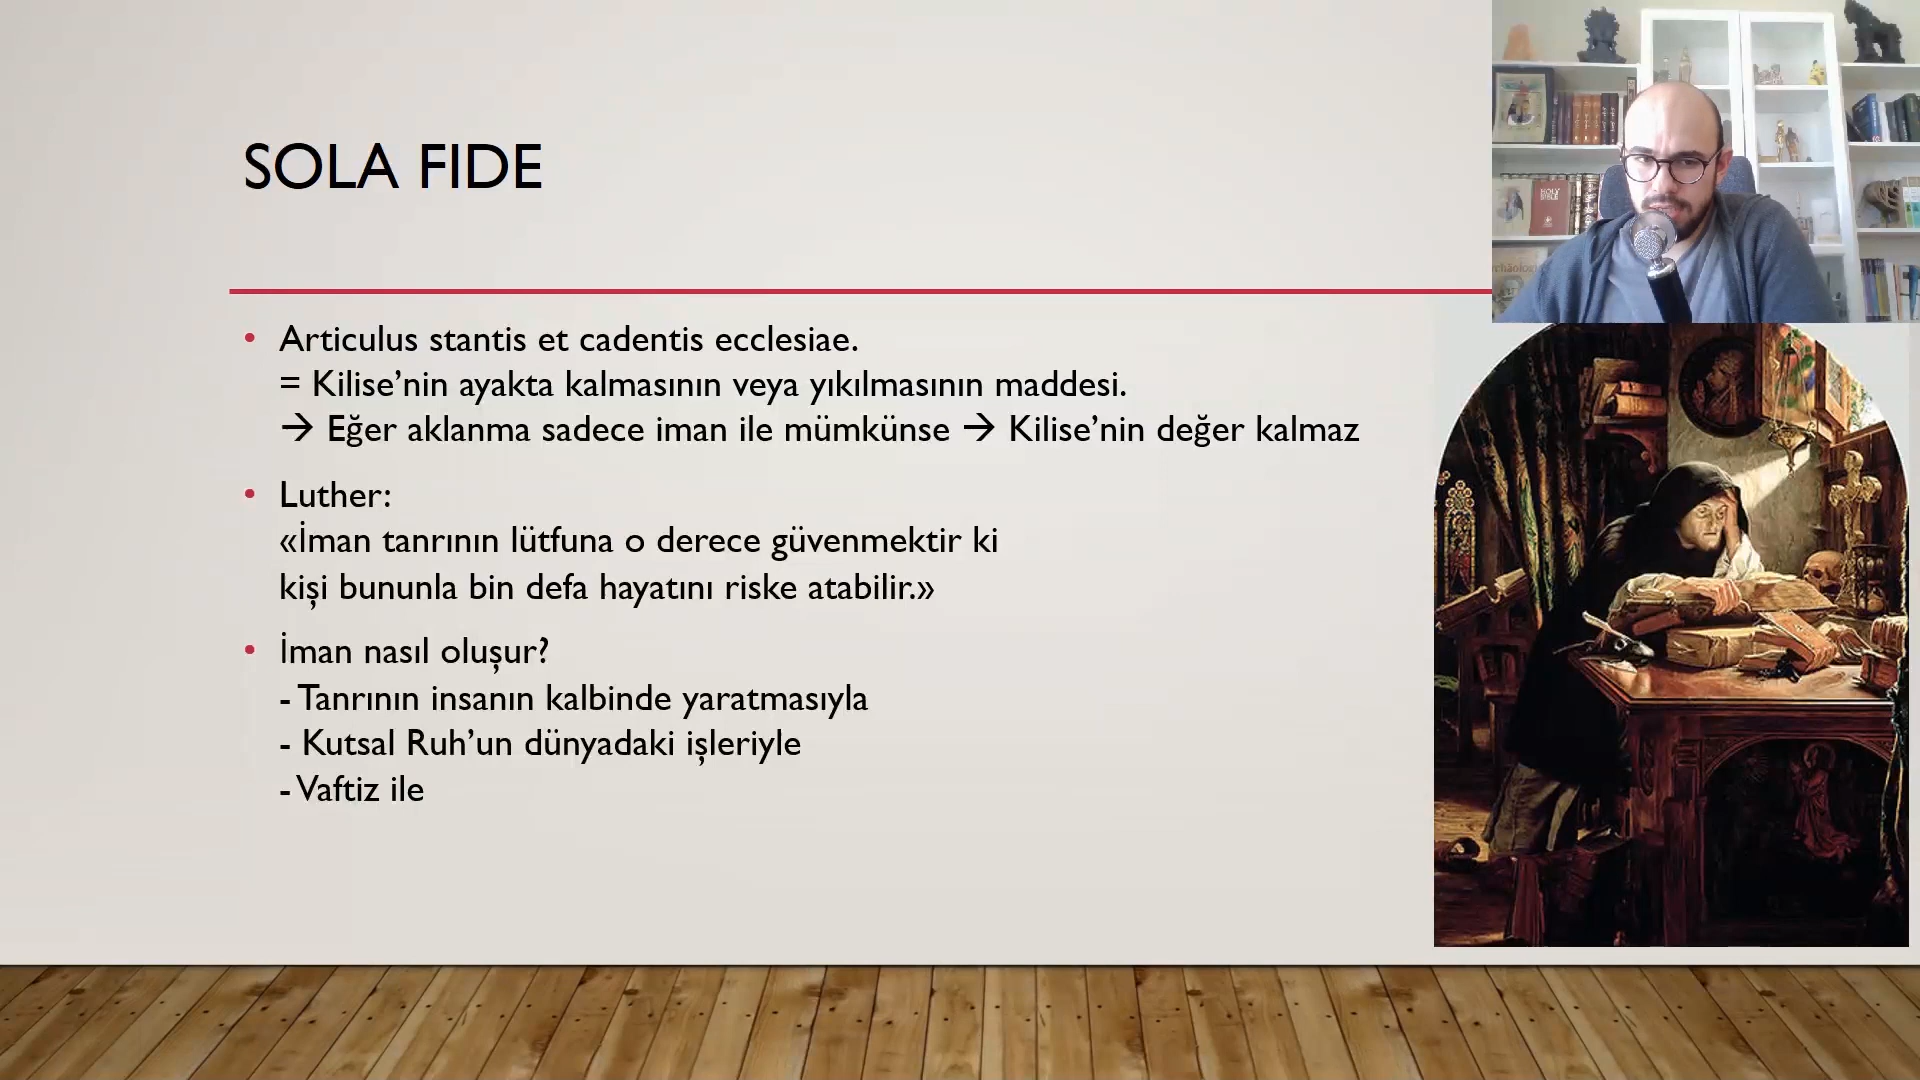 SOLA FIDE
• Articulus stantis et cadentis ecclesiae.
= Kilise’nin ayakta kalmasının veya yıkılmasının maddesi.
→ Eğer aklanma sadece iman ile mümkünse → Kilise’nin değer kalmaz
• Luther:
«İman tanrının lütfuna o derece güvenmektir ki
kişi bununla bin defa hayatını riske atabilir.»
• İman nasıl oluşur?
- Tanrının insanın kalbinde yaratmasıyla
- Kutsal Ruh’un dünyadaki işleriyle
- Vaftiz ile
HOLY
BIBLE